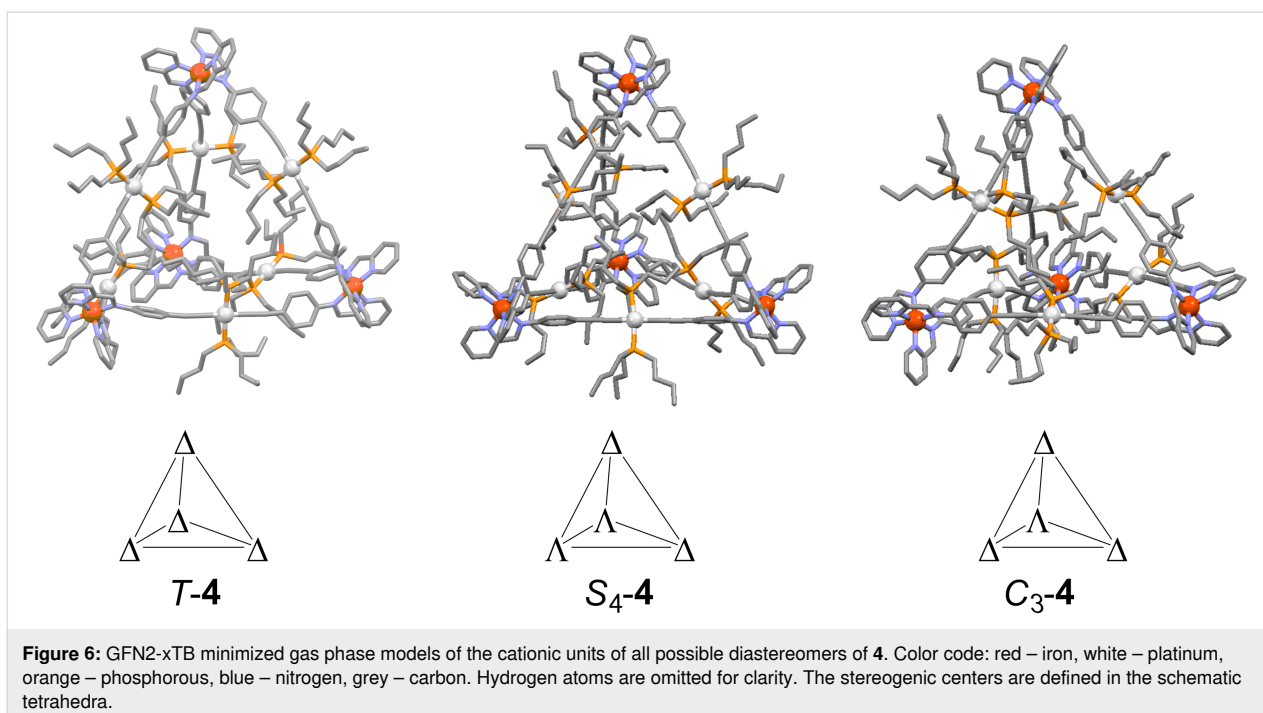 Δ Δ Δ
Δ Λ Λ
Δ Δ Λ Δ Δ Δ
T-4 S4-4 C3-4
Figure 6: GFN2-xTB minimized gas phase models of the cationic units of all possible diastereomers of 4. Color code: red – iron, white – platinum,
orange – phosphorous, blue – nitrogen, grey – carbon. Hydrogen atoms are omitted for clarity. The stereogenic centers are defined in the schematic
tetrahedra.